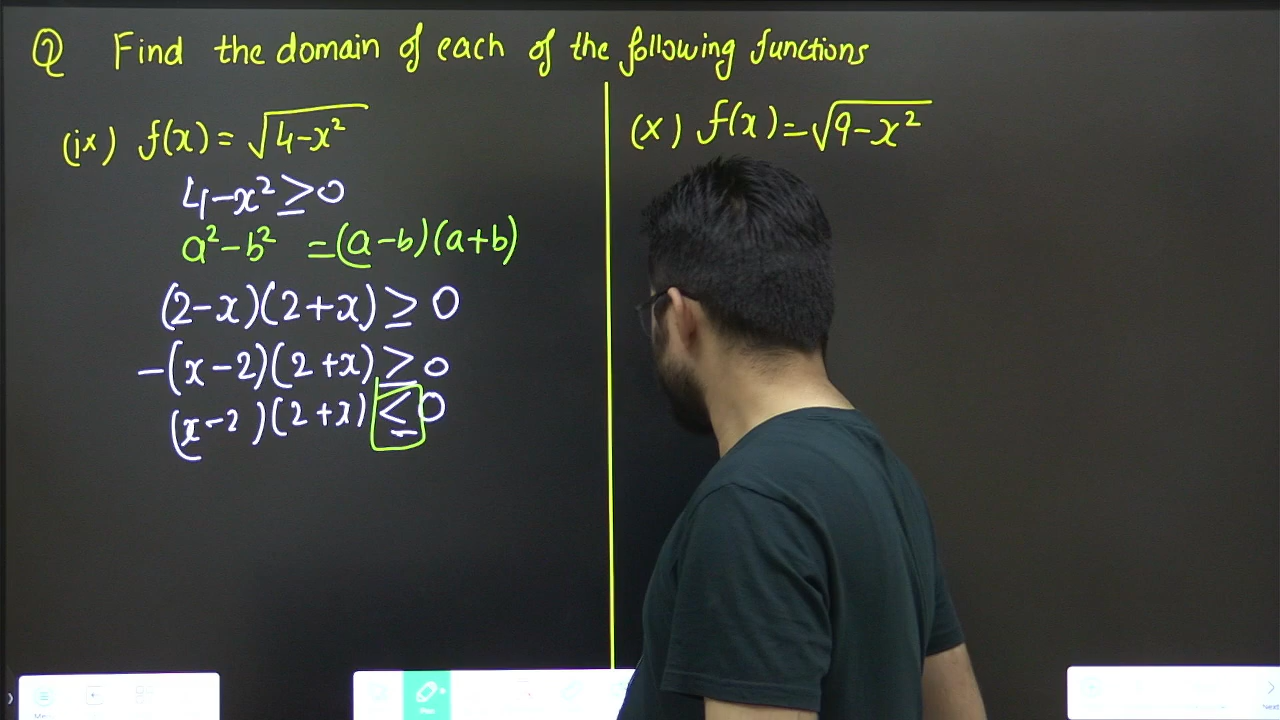 Q Find the domain of each of the following functions
(ix) f(x) = √4-x²
4-x² ≥ 0
a²-b² = (a-b)(a+b)
(2-x)(2+x) ≥ 0
-(x-2)(2+x) ≥ 0
(x-2)(2+x) ≤ 0
(x) f(x) = √9-x²
Next